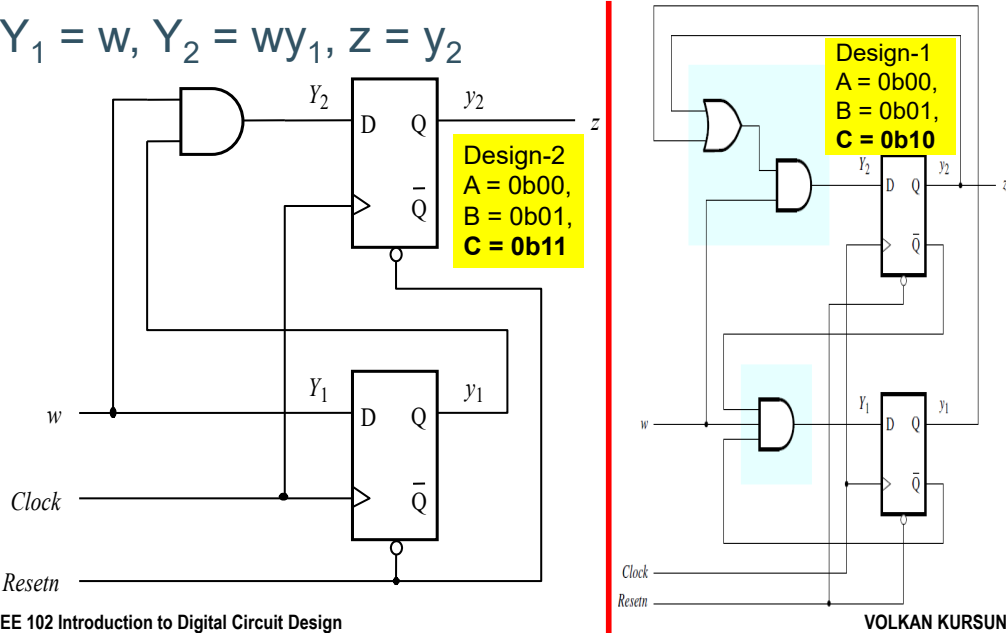 Y₁ = w, Y₂ = wy₁, z = y₂
Y₂
y₂
D
Q
z
Q̅
Design-2
A = 0b00,
B = 0b01,
C = 0b11
Y₁
y₁
w
D
Q
Clock
Q̅
Resetn
EE 102 Introduction to Digital Circuit Design
Design-1
A = 0b00,
B = 0b01,
C = 0b10
Y₂
y₂
D
Q
z
Q̅
Y₁
y₁
w
D
Q
Q̅
Clock
Resetn
VOLKAN KURSUN